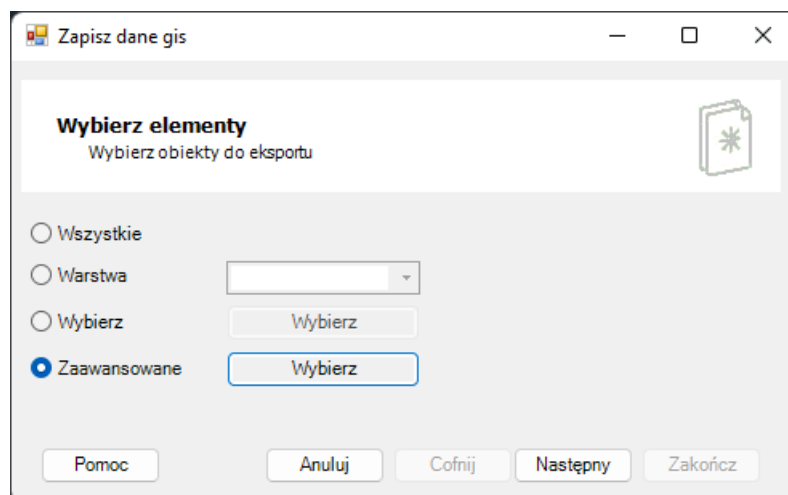 Zapisz dane gis
Wybierz elementy
Wybierz obiekty do eksportu
Wszystkie
Warstwa
Wybierz Wybierz
Zaawansowane Wybierz
Pomoc Anuluj Cofnij Następny Zakończ